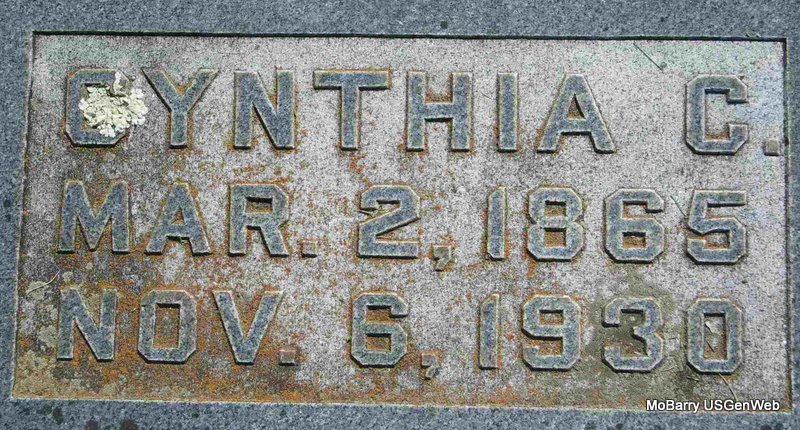 CYNTHIA C.
MAR. 2, 1865
NOV. 6, 1930
MoBarry USGenWeb